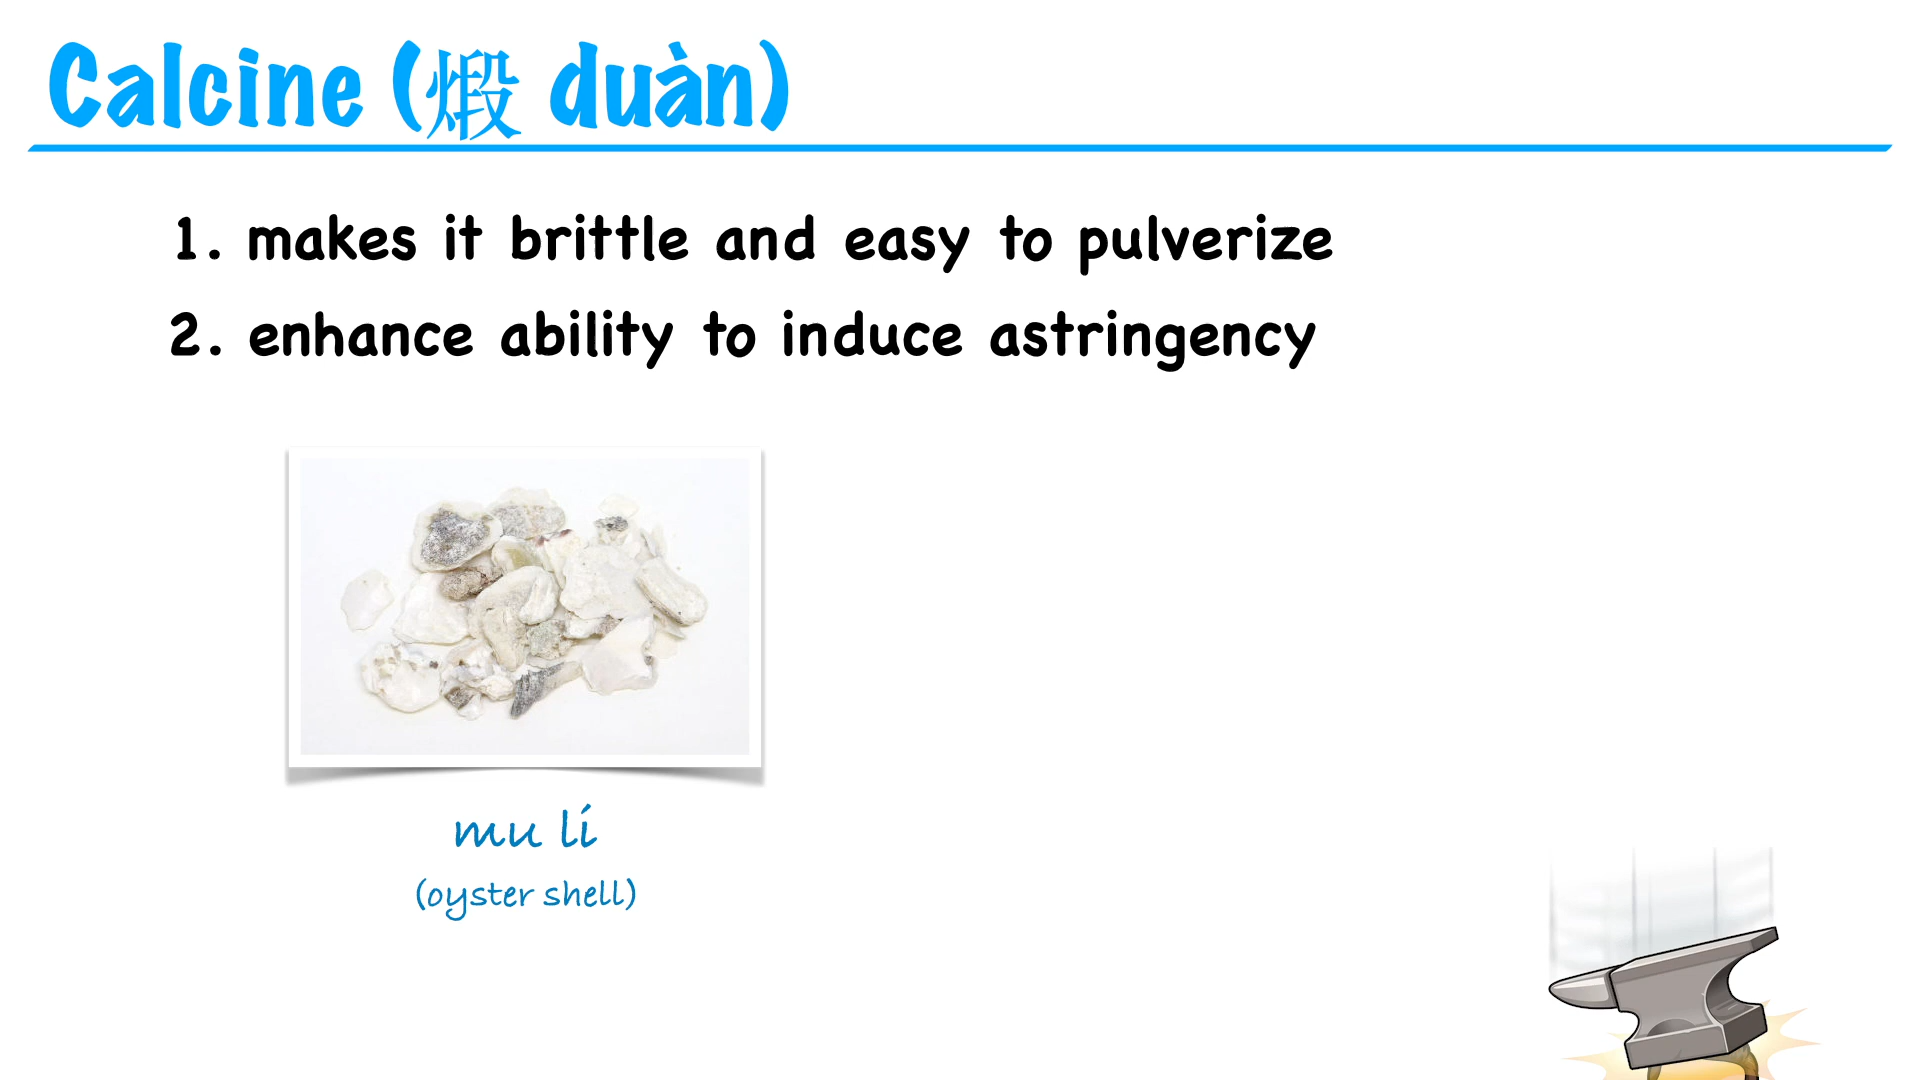 Calcine (煅 duàn)
1. makes it brittle and easy to pulverize
2. enhance ability to induce astringency
mu li
(oyster shell)